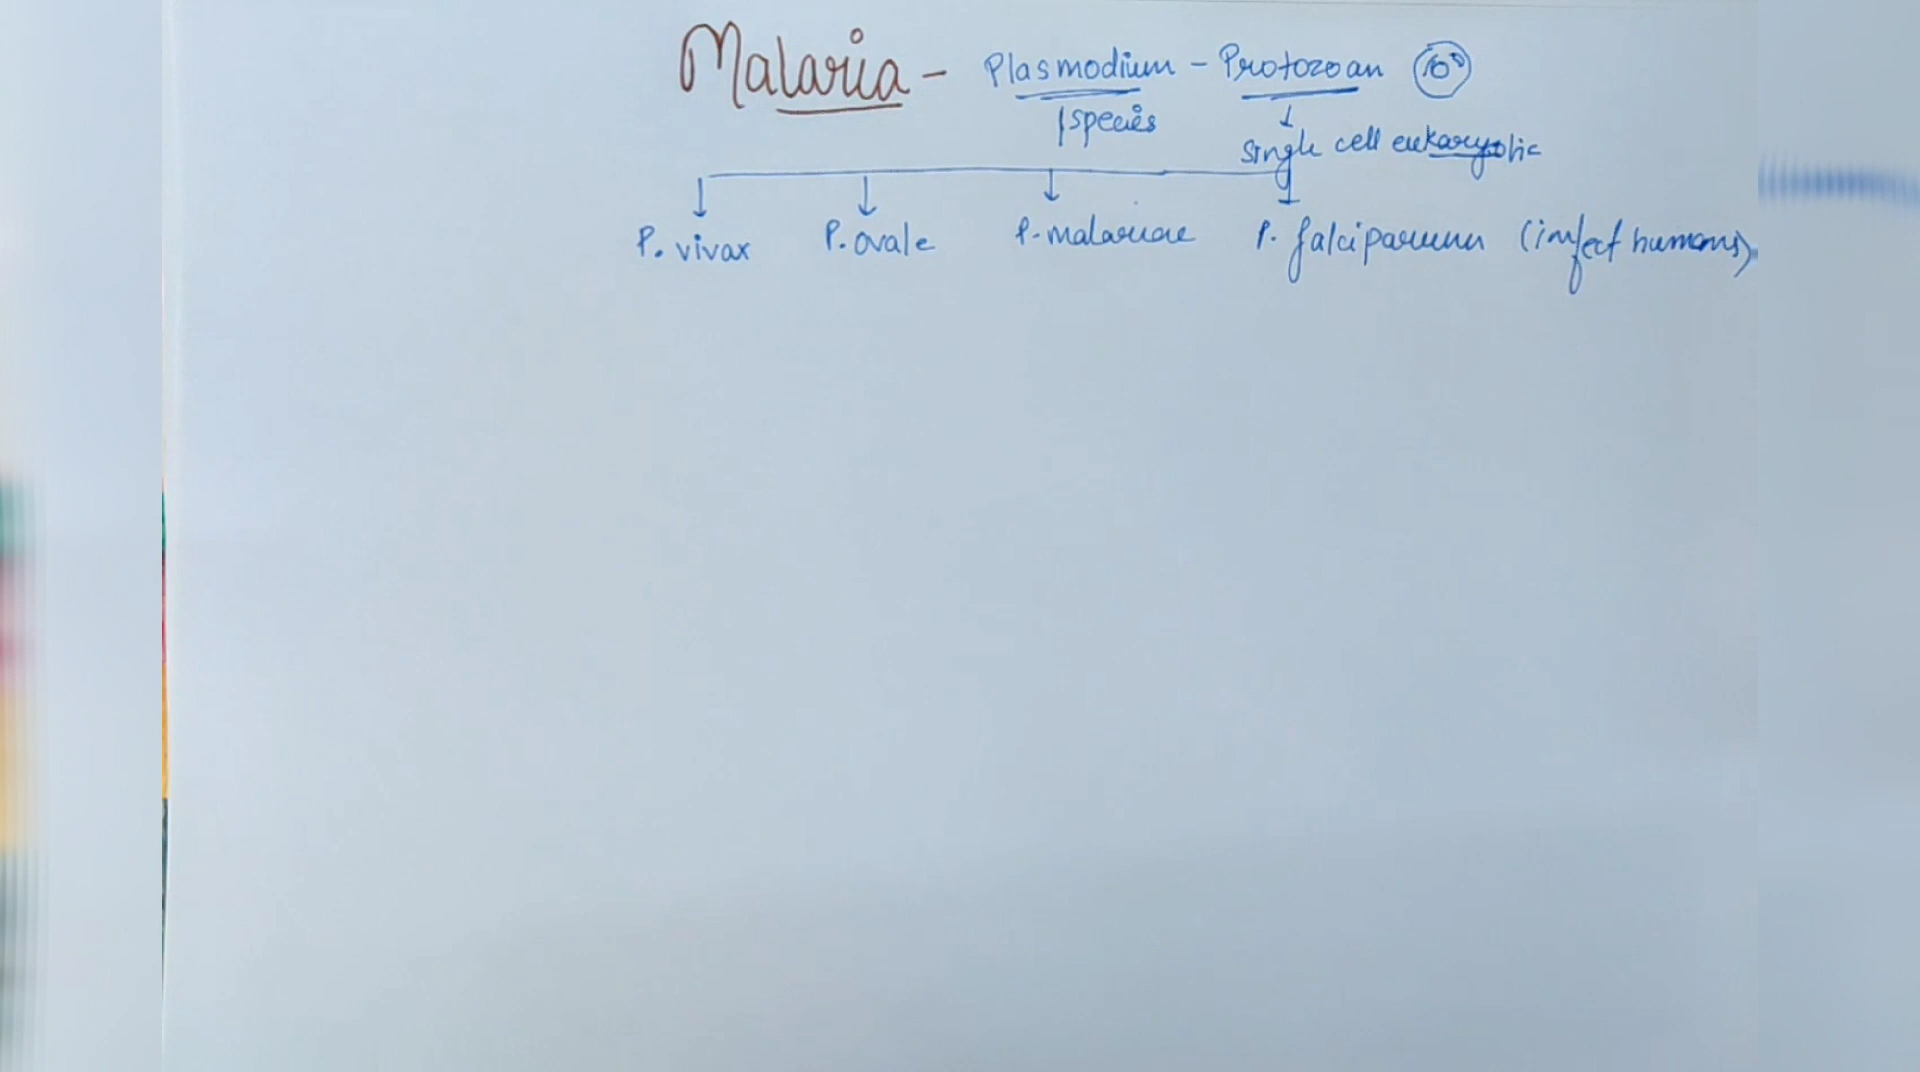 Malaria - Plasmodium - Protozoan
species
single cell eukaryotic
P. vivax P. ovale P. malariae P. falciparum (infect humans)